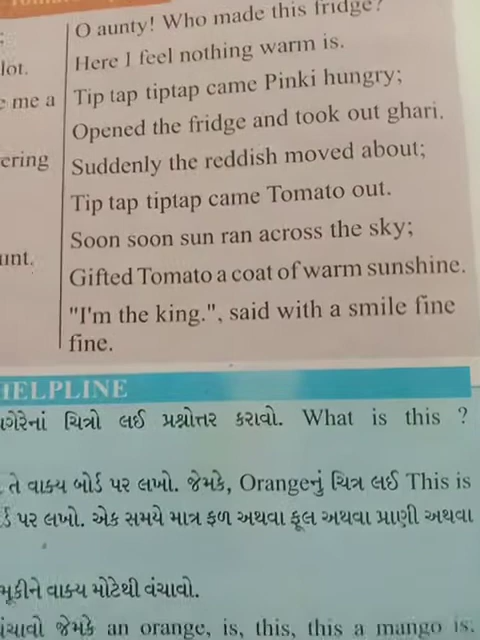 O aunty! Who made this fridge?
lot.
Here I feel nothing warm is.
me a
Tip tap tiptap came Pinki hungry;
Opened the fridge and took out ghari.
ering
Suddenly the reddish moved about;
Tip tap tiptap came Tomato out.
Soon soon sun ran across the sky;
unt.
Gifted Tomato a coat of warm sunshine.
"I'm the king.", said with a smile fine
fine.
HELPLINE
વગેરેનાં ચિત્રો લઈ પ્રશ્નોત્તર કરાવો. What is this ?
તે વાક્ય બોર્ડ પર લખો. જેમકે, Orangeનું ચિત્ર લઈ This is
પર લખો. એક સમયે માત્ર ફળ અથવા ફૂલ અથવા પ્રાણી અથવા
મૂકીને વાક્ય મોટેથી વંચાવો.
વંચાવો જેમકે an orange, is, this, this a mango is.